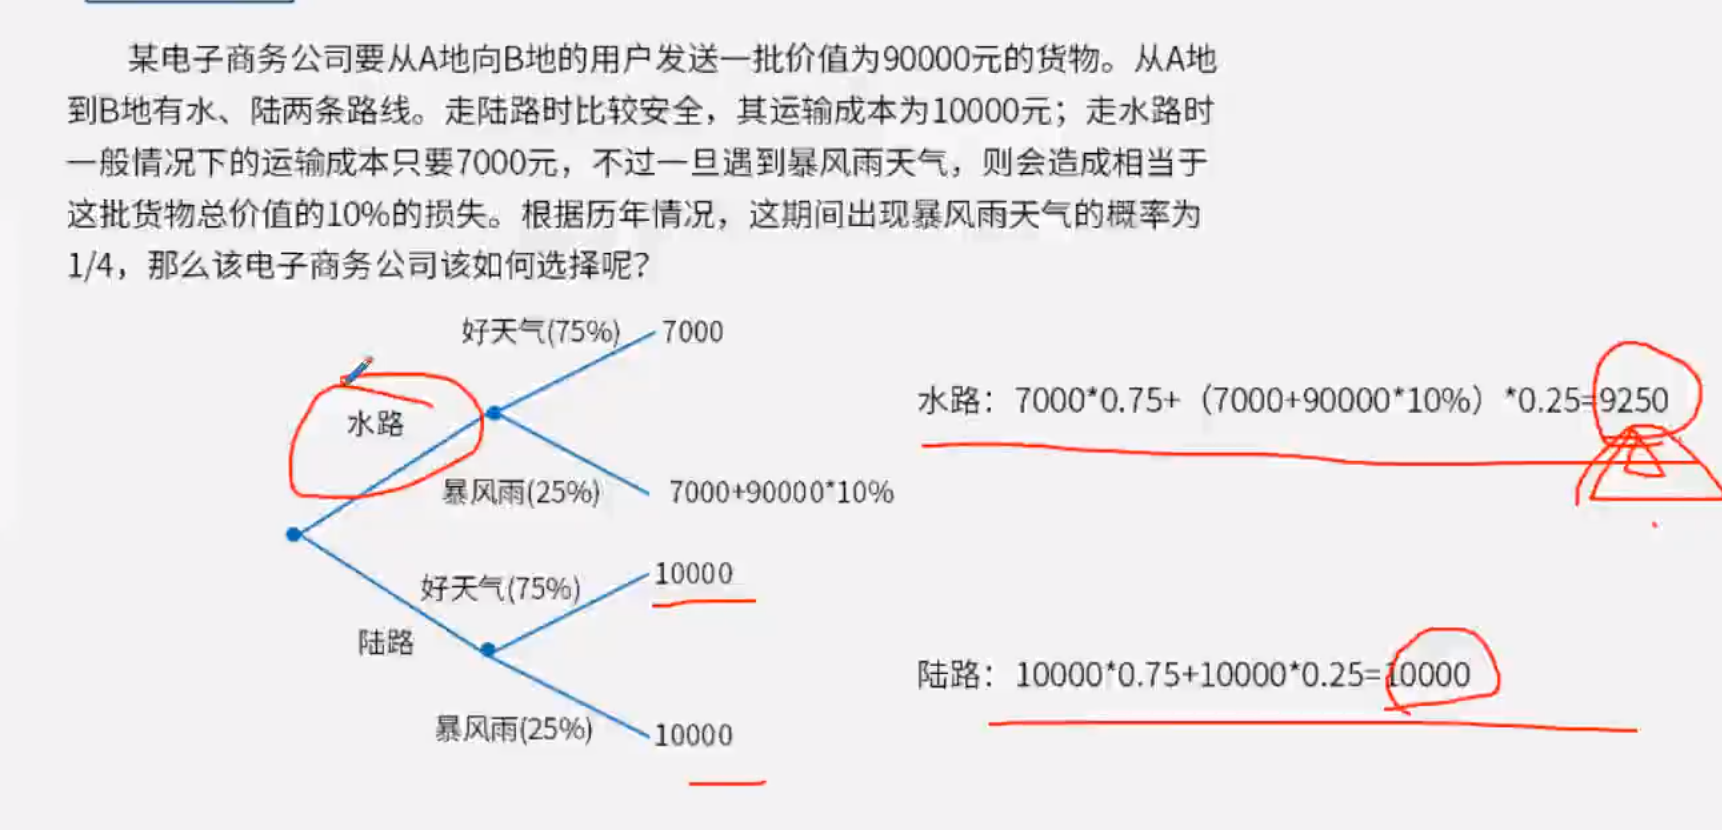 某电子商务公司要从A地向B地的用户发送一批价值为90000元的货物。从A地
到B地有水、陆两条路线。走陆路时比较安全，其运输成本为10000元；走水路时
一般情况下的运输成本只要7000元，不过一旦遇到暴风雨天气，则会造成相当于
这批货物总价值的10%的损失。根据历年情况，这期间出现暴风雨天气的概率为
1/4，那么该电子商务公司该如何选择呢？
好天气(75%) 7000
水路
水路：7000*0.75+（7000+90000*10%）*0.25=9250
暴风雨(25%) 7000+90000*10%
好天气(75%) 10000
陆路
陆路：10000*0.75+10000*0.25=10000
暴风雨(25%) 10000